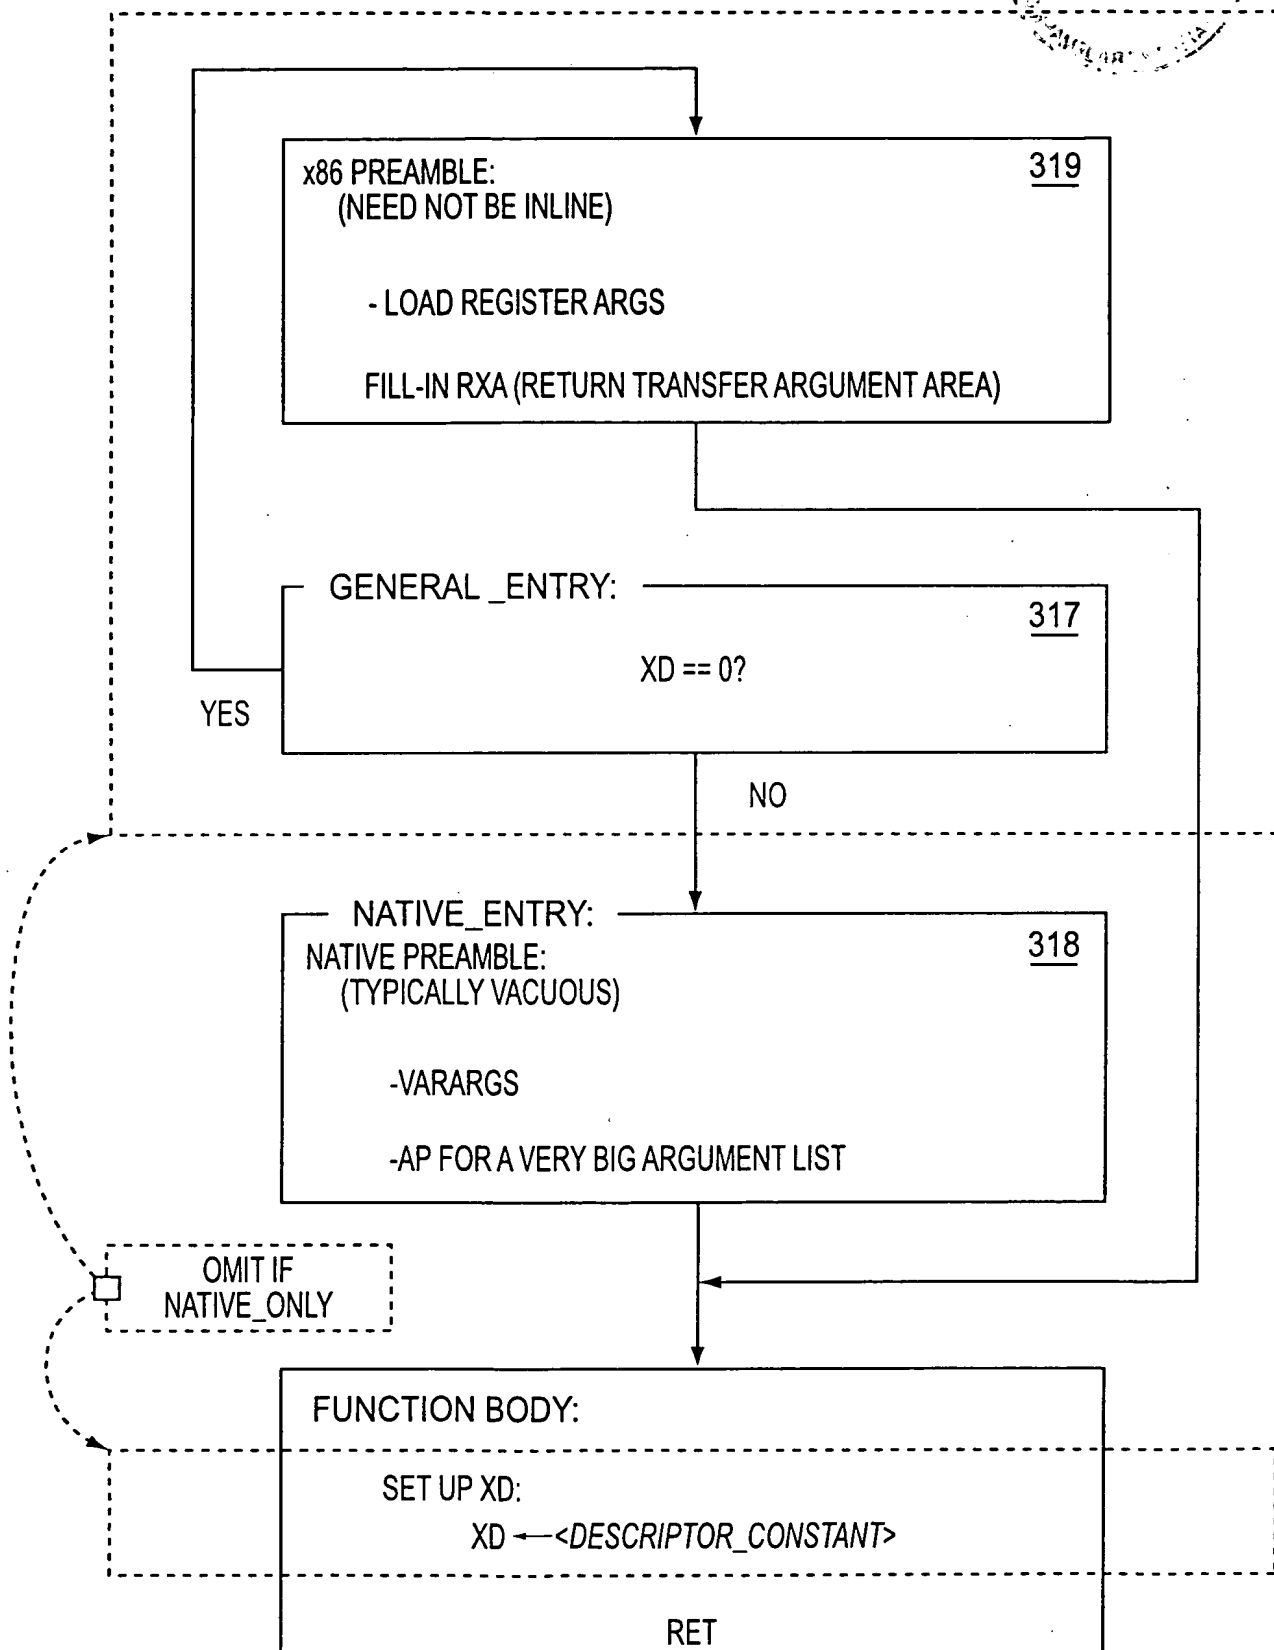 x86 PREAMBLE:
319
(NEED NOT BE INLINE)
- LOAD REGISTER ARGS
FILL-IN RXA (RETURN TRANSFER ARGUMENT AREA)
GENERAL _ENTRY:
317
XD == 0?
YES
NO
NATIVE_ENTRY:
NATIVE PREAMBLE:
318
(TYPICALLY VACUOUS)
-VARARGS
-AP FOR A VERY BIG ARGUMENT LIST
OMIT IF
NATIVE_ONLY
FUNCTION BODY:
SET UP XD:
XD ←<DESCRIPTOR_CONSTANT>
RET